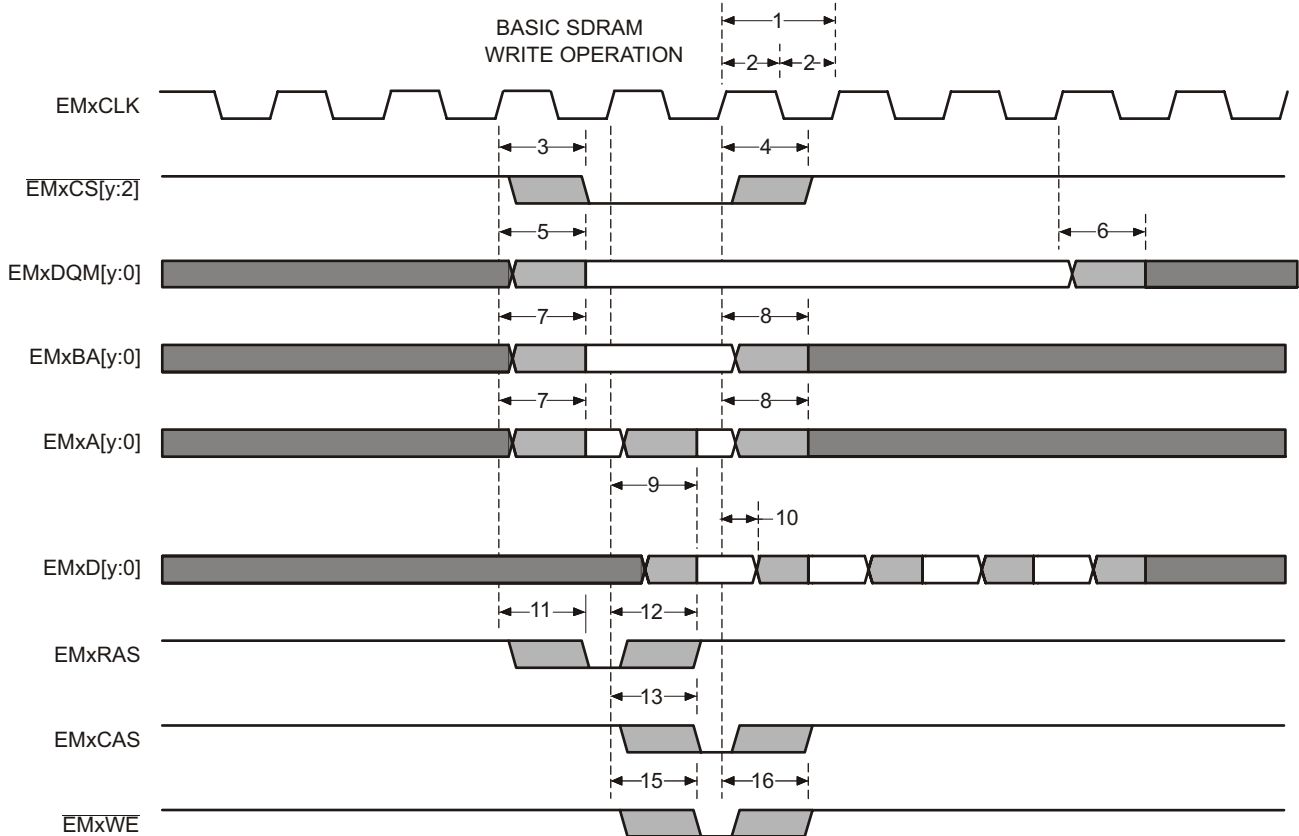 BASIC SDRAM
WRITE OPERATION
1
2
2
EMxCLK
3
4
EMxCS[y:2]
5
6
EMxDQM[y:0]
7
8
EMxBA[y:0]
7
8
EMxA[y:0]
9
10
EMxD[y:0]
11
12
EMxRAS
13
EMxCAS
15
16
EMxWE